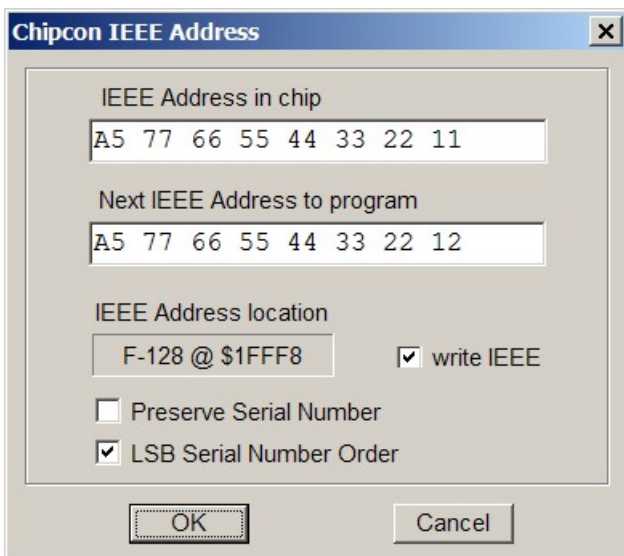 Chipcon IEEE Address
IEEE Address in chip
A5 77 66 55 44 33 22 11
Next IEEE Address to program
A5 77 66 55 44 33 22 12
IEEE Address location
F-128 @ $1FFF8 write IEEE
Preserve Serial Number
LSB Serial Number Order
OK Cancel